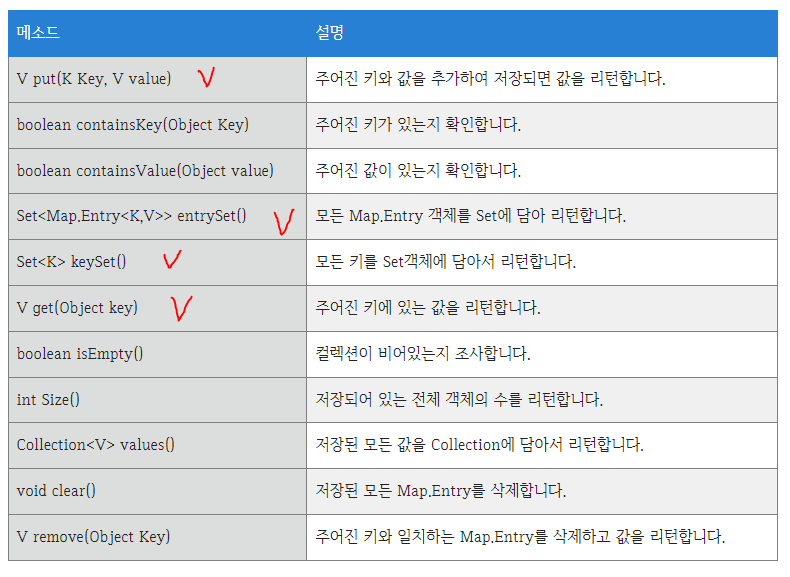 메소드 설명
V put(K Key, V value) 주어진 키와 값을 추가하여 저장되면 값을 리턴합니다.
boolean containsKey(Object Key) 주어진 키가 있는지 확인합니다.
boolean containsValue(Object value) 주어진 값이 있는지 확인합니다.
Set<Map.Entry<K,V>> entrySet() 모든 Map.Entry 객체를 Set에 담아 리턴합니다.
Set<K> keySet() 모든 키를 Set객체에 담아서 리턴합니다.
V get(Object key) 주어진 키에 있는 값을 리턴합니다.
boolean isEmpty() 컬렉션이 비어있는지 조사합니다.
int Size() 저장되어 있는 전체 객체의 수를 리턴합니다.
Collection<V> values() 저장된 모든 값을 Collection에 담아서 리턴합니다.
void clear() 저장된 모든 Map.Entry를 삭제합니다.
V remove(Object Key) 주어진 키와 일치하는 Map.Entry를 삭제하고 값을 리턴합니다.